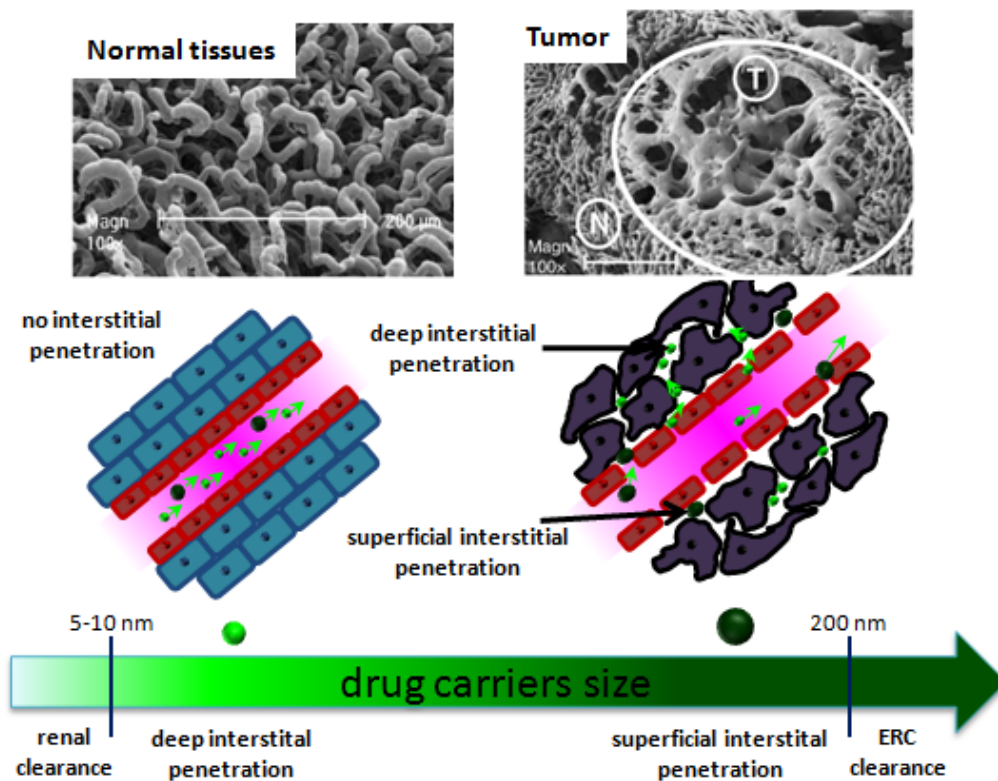 Normal tissues
Magn
100x
200 µm
Tumor
T
N
Magn
100x
no interstitial
penetration
deep interstitial
penetration
superficial interstitial
penetration
5-10 nm
200 nm
drug carriers size
renal
clearance
deep interstital
penetration
superficial interstital
penetration
ERC
clearance